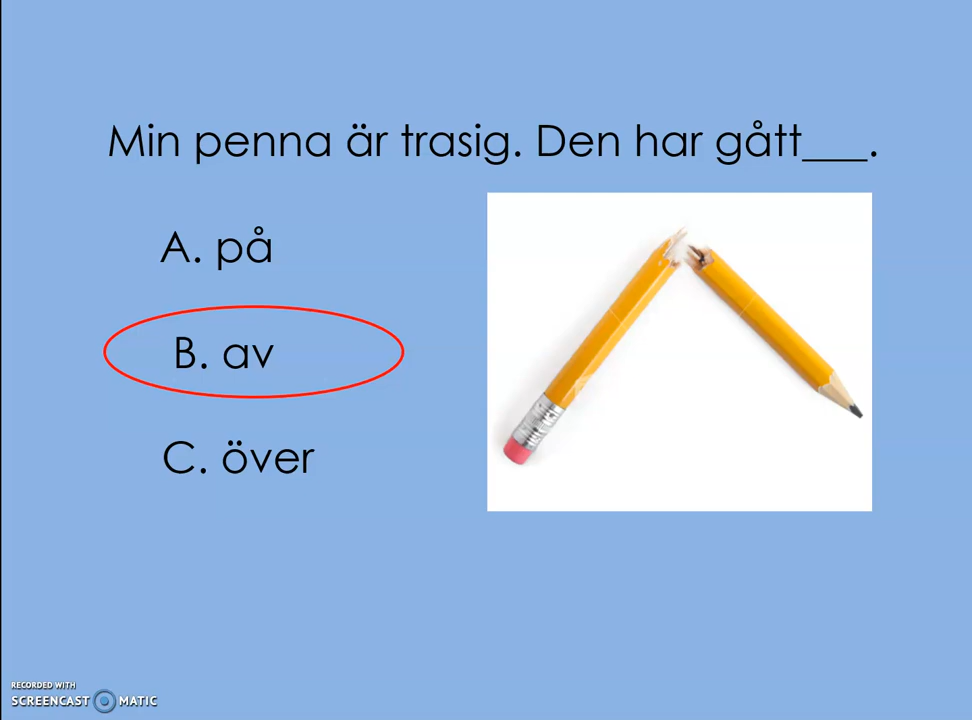 Min penna är trasig. Den har gått___.
A. på
B. av
C. över
RECORDED WITH
SCREENCAST MATIC